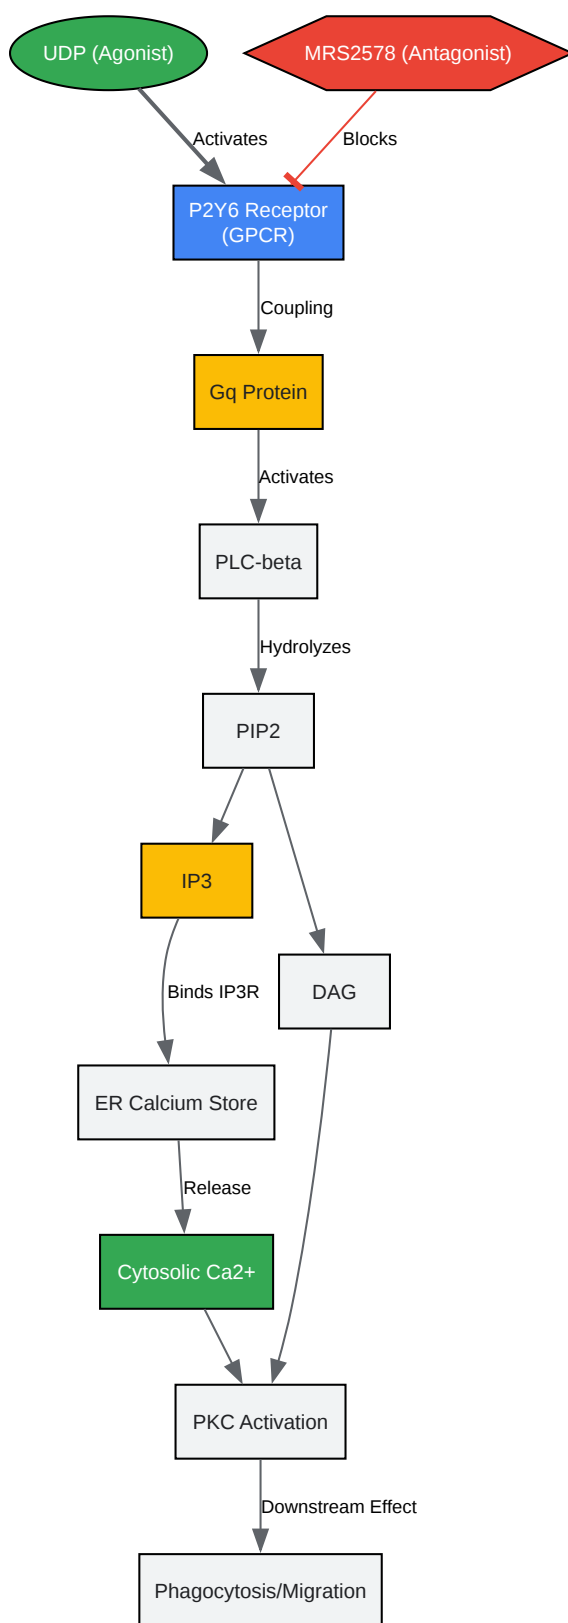 UDP (Agonist)
MRS2578 (Antagonist)
Activates
Blocks
P2Y6 Receptor
(GPCR)
Coupling
Gq Protein
Activates
PLC-beta
Hydrolyzes
PIP2
IP3
DAG
Binds IP3R
ER Calcium Store
Release
Cytosolic Ca2+
PKC Activation
Downstream Effect
Phagocytosis/Migration